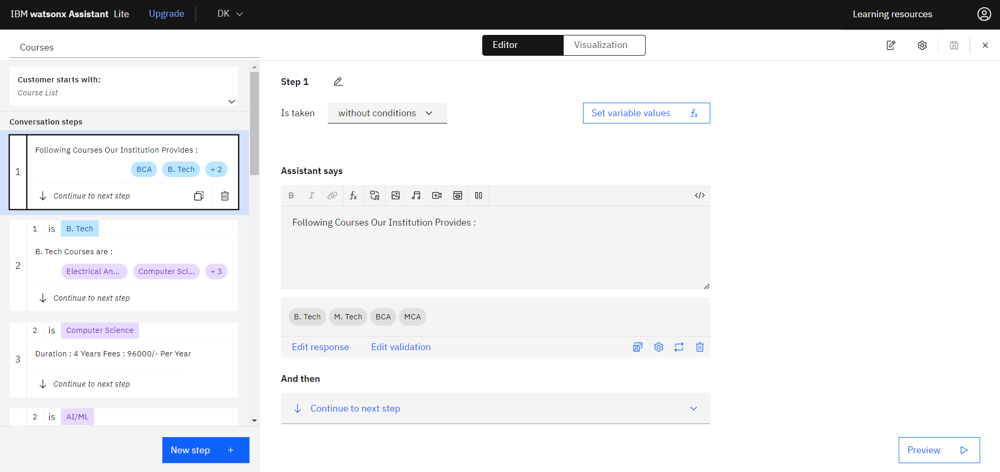 IBM watsonx Assistant Lite Upgrade DK Learning resources
Courses
Editor Visualization
Customer starts with:
Course List
Conversation steps
1
Following Courses Our Institution Provides :
BCA B. Tech + 2
Continue to next step
1 is B. Tech
2
B. Tech Courses are :
Electrical An... Computer Sci... + 3
Continue to next step
2 is Computer Science
3
Duration : 4 Years Fees : 96000/- Per Year
Continue to next step
2 is AI/ML
New step +
Step 1
Is taken without conditions Set variable values fx
Assistant says
B I fx </>
Following Courses Our Institution Provides :
B. Tech M. Tech BCA MCA
Edit response Edit validation
And then
Continue to next step
Preview